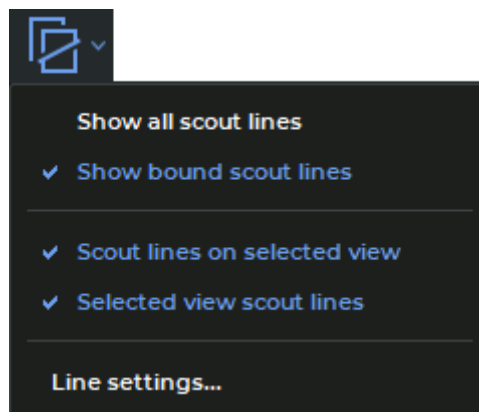 Show all scout lines
Show bound scout lines
Scout lines on selected view
Selected view scout lines
Line settings...